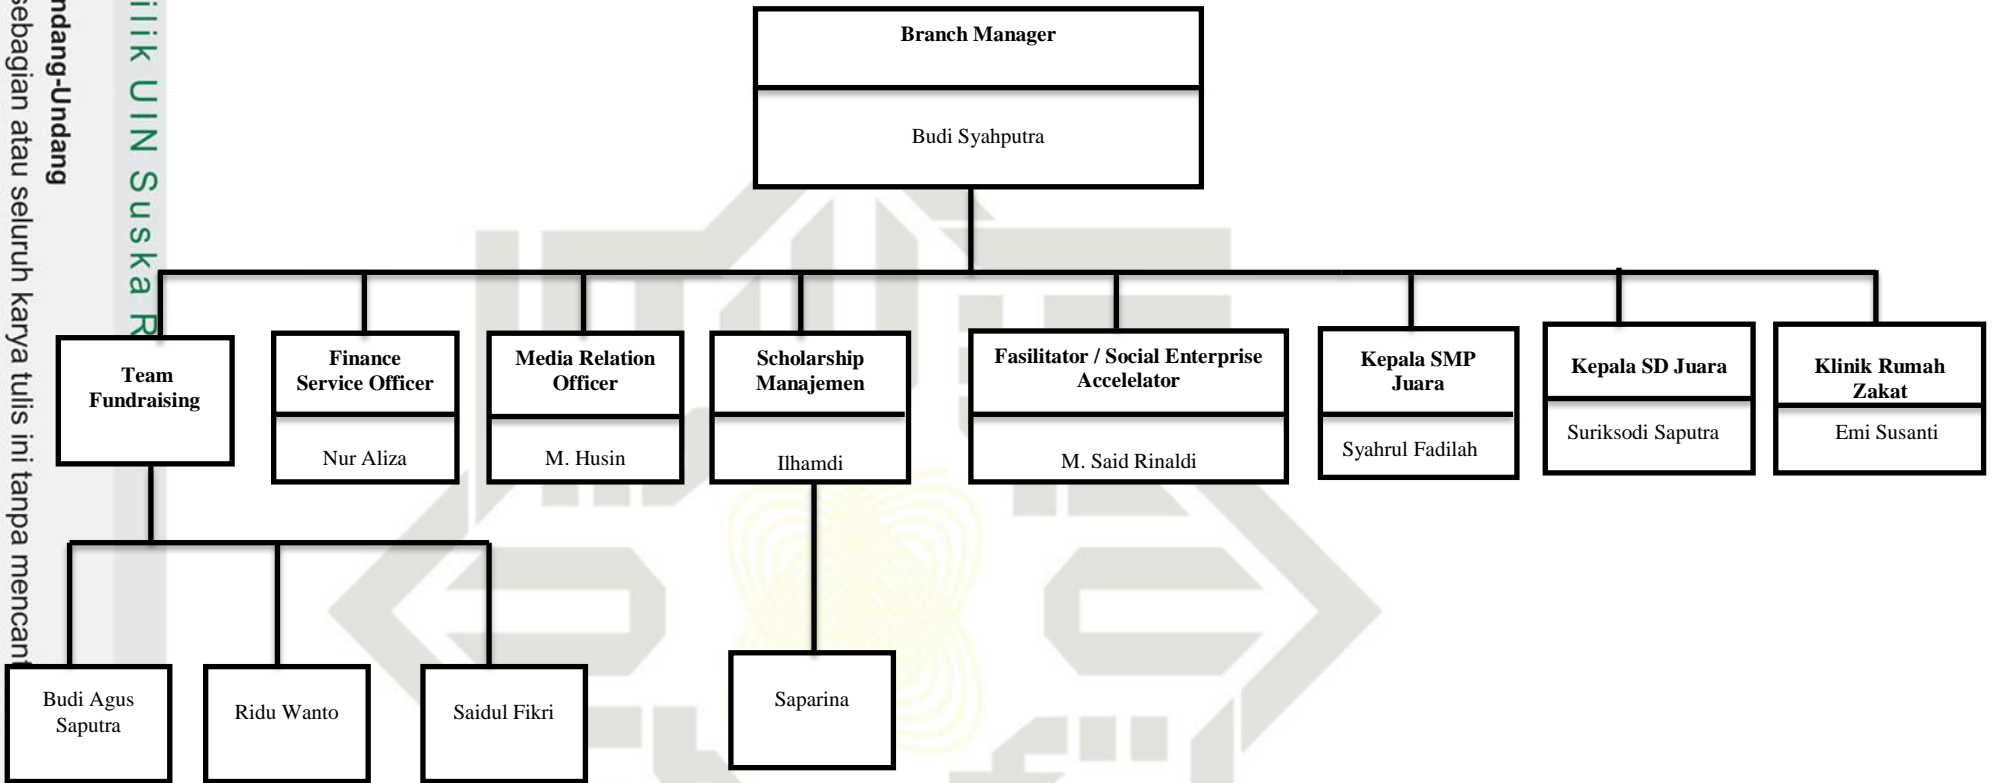 ilik UIN Suska R
ndang-Undang
sebagian atau seluruh karya tulis ini tanpa
Branch Manager
Budi Syahputra
Team
Fundraising
Finance
Service Officer
Nur Aliza
Media Relation
Officer
M. Husin
Scholarship
Manajemen
Ilhamdi
Fasilitator / Social Enterprise
Accelelator
M. Said Rinaldi
Kepala SMP
Juara
Syahrul Fadilah
Kepala SD Juara
Suriksodi Saputra
Klinik Rumah
Zakat
Emi Susanti
Budi Agus
Saputra
Ridu Wanto
Saidul Fikri
Saparina